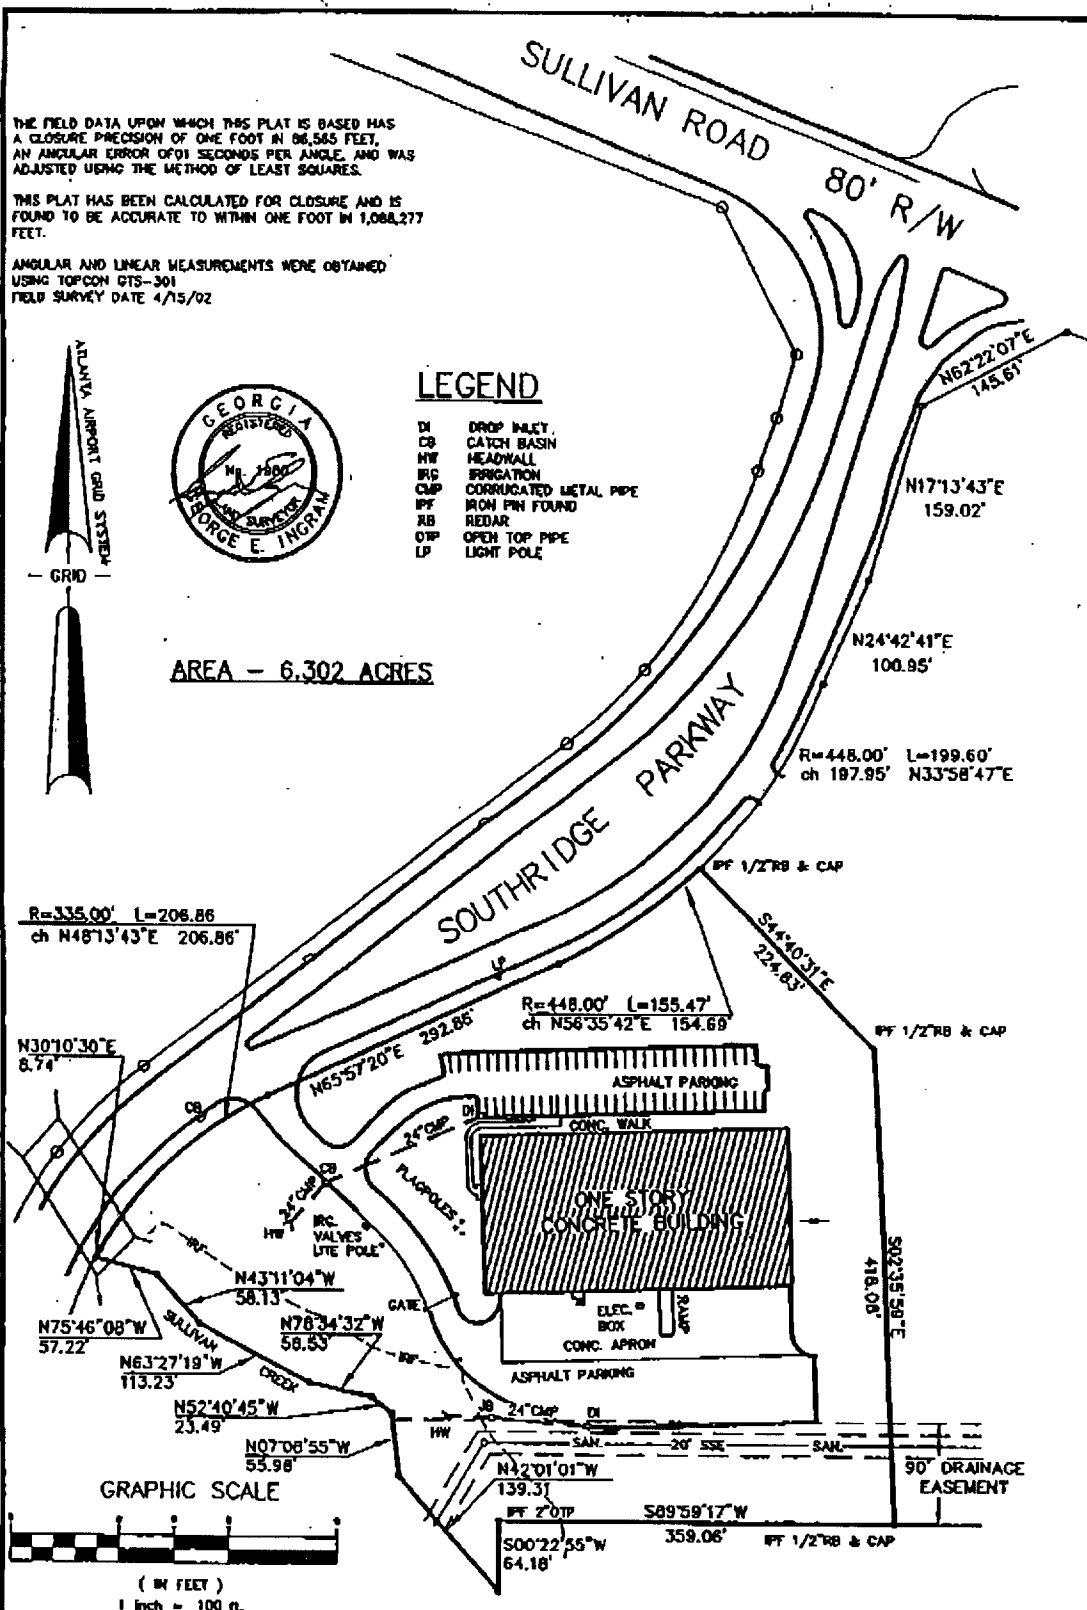 SULLIVAN ROAD 80' R/W
THE FIELD DATA UPON WHICH THIS PLAT IS BASED HAS
A CLOSURE PRECISION OF ONE FOOT IN 86,565 FEET,
AN ANGULAR ERROR OF01 SECONDS PER ANGLE, AND WAS
ADJUSTED USING THE METHOD OF LEAST SQUARES.
THIS PLAT HAS BEEN CALCULATED FOR CLOSURE AND IS
FOUND TO BE ACCURATE TO WITHIN ONE FOOT IN 1,088,277
FEET.
ANGULAR AND LINEAR MEASUREMENTS WERE OBTAINED
USING TOPCON GTS-301
FIELD SURVEY DATE 4/15/02
ATLANTA AIRPORT GRID SYSTEM
GRID
GEORGIA
REGISTERED
No. 1980
LAND SURVEYOR
GEORGE E. INGRAM
LEGEND
DI DROP INLET
CB CATCH BASIN
HW HEADWALL
IRG IRRIGATION
CMP CORRUGATED METAL PIPE
IPF IRON PIN FOUND
RB REBAR
OTP OPEN TOP PIPE
LP LIGHT POLE
N62°22'07"E
145.61'
N17°13'43"E
159.02'
N24°42'41"E
100.95'
AREA - 6.302 ACRES
SOUTHRIDGE PARKWAY
R=448.00' L=199.60'
ch 197.95' N33°58'47"E
IPF 1/2"RB & CAP
R=335.00' L=206.86
ch N48°13'43"E 206.86'
S44°40'31"E
224.83'
LP
R=448.00' L=155.47'
ch N56°35'42"E 154.69'
IPF 1/2"RB & CAP
N30°10'30"E
8.74'
N65°57'20"E 292.86'
ASPHALT PARKING
CB
DI
CONC. WALK
24"CMP
CB
24"CMP
FLAGPOLES
ONE STORY
CONCRETE BUILDING
HW
IRG.
VALVES
LITE POLE
IRF
S02°35'59"E
416.08'
N43°11'04"W
58.13'
GATE
ELEC.
BOX
RAMP
N75°46'08"W
57.22'
SULLIVAN
CREEK
N78°34'32"W
58.53'
CONC. APRON
IRF
N63°27'19"W
113.23'
ASPHALT PARKING
N52°40'45"W
23.49'
JB
24"CMP
DI
HW
N07°08'55"W
55.98'
SAN.
20' SSE
SAN.
90' DRAINAGE
EASEMENT
N42°01'01"W
139.31'
GRAPHIC SCALE
IPF 2"OTP
S89°59'17"W
359.06'
IPF 1/2"RB & CAP
S00°22'55"W
64.18'
( IN FEET )
1 inch = 100 ft.